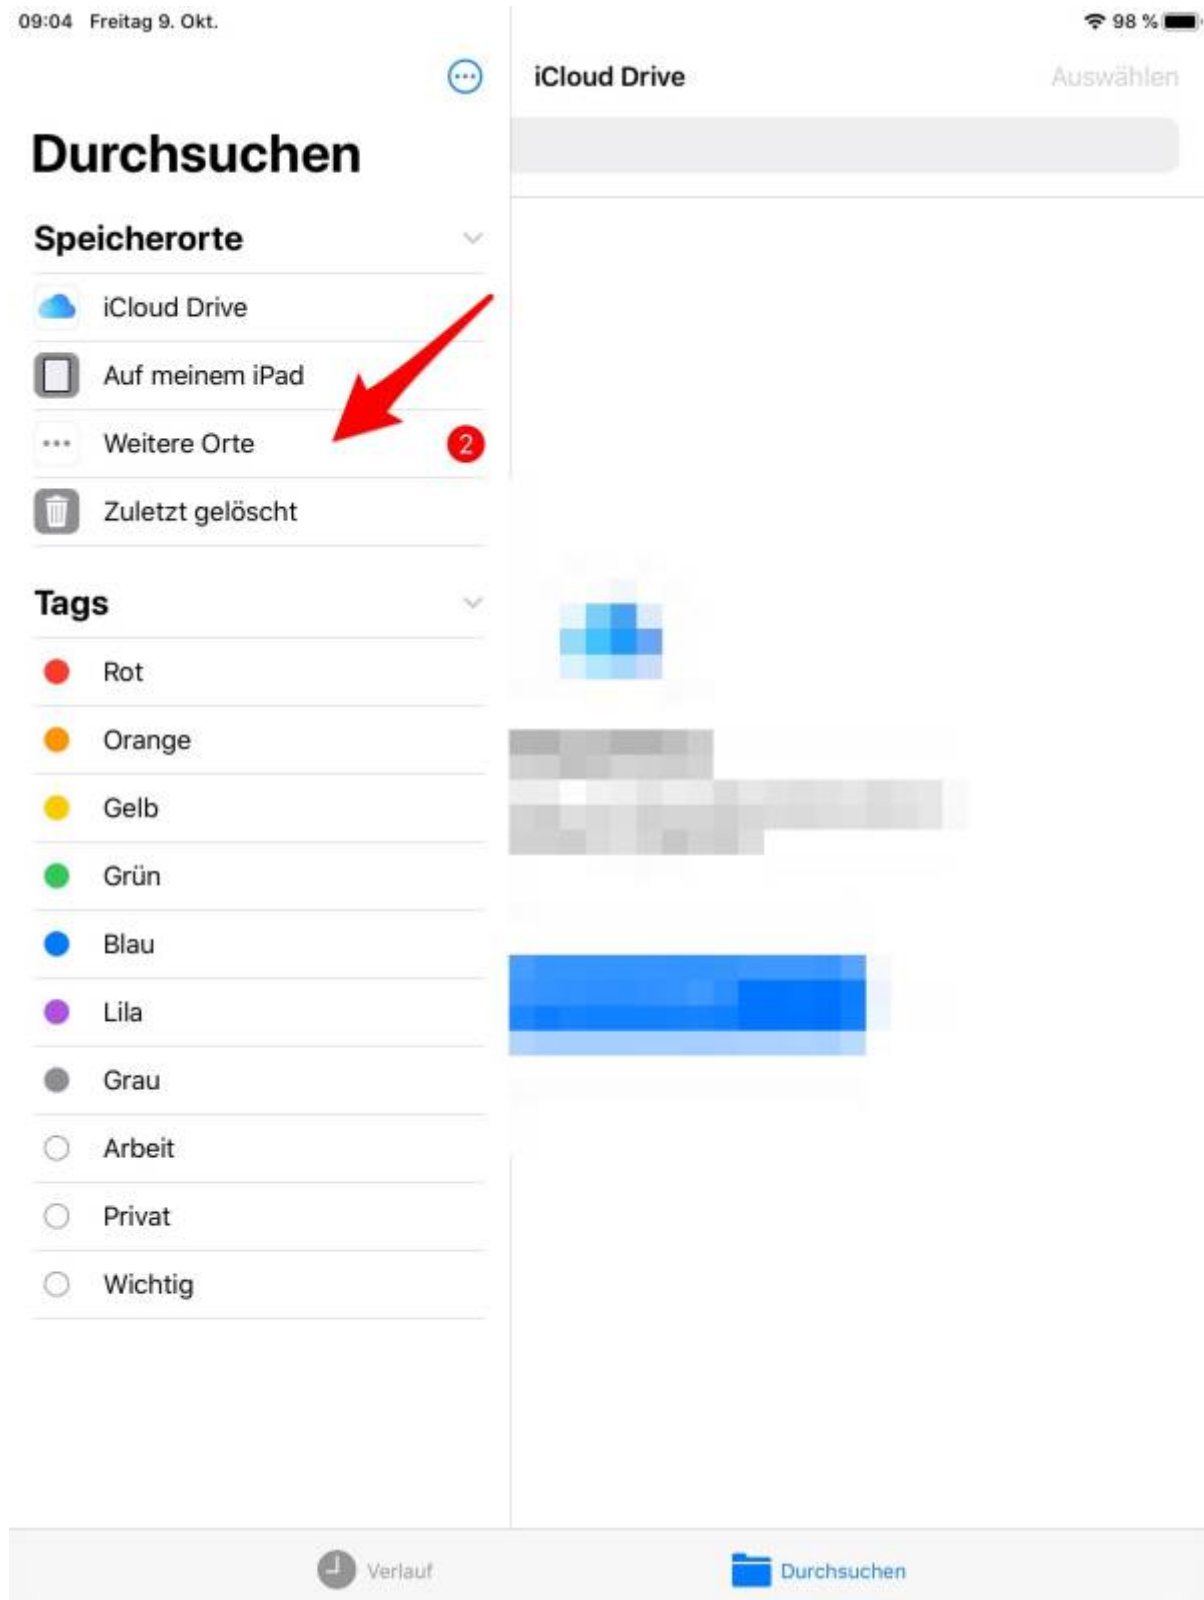 09:04 Freitag 9. Okt.
98 %
iCloud Drive
Auswählen
Durchsuchen
Speicherorte
iCloud Drive
Auf meinem iPad
Weitere Orte
2
Zuletzt gelöscht
Tags
Rot
Orange
Gelb
Grün
Blau
Lila
Grau
Arbeit
Privat
Wichtig
Verlauf
Durchsuchen